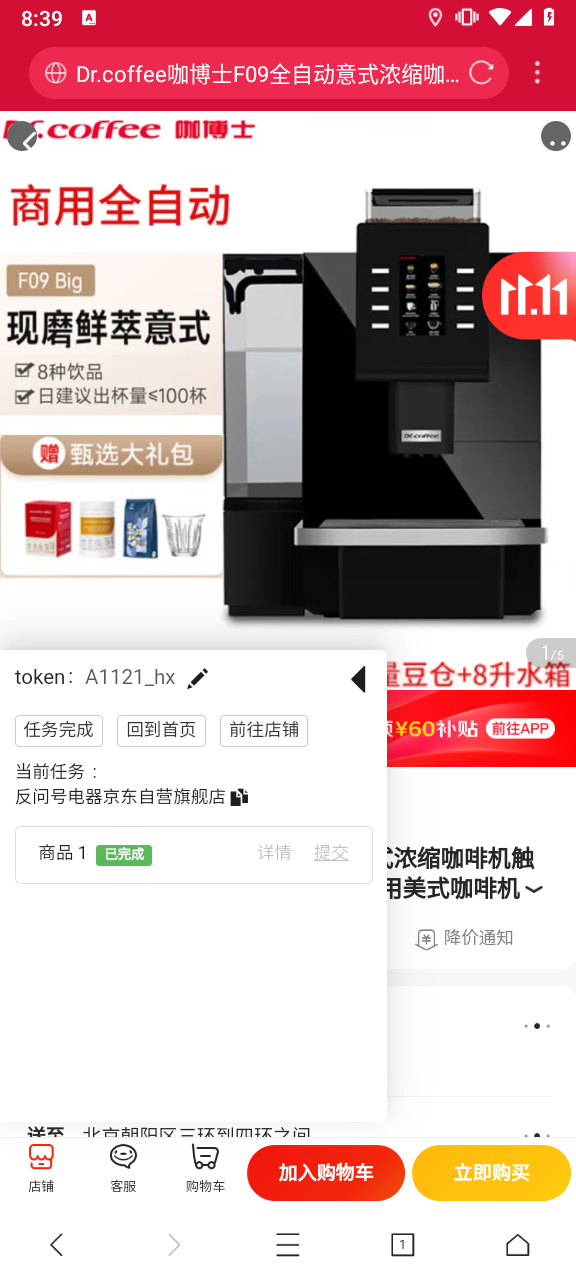 8:39
A
Dr.coffee咖博士F09全自动意式浓缩咖...
Dr.coffee 咖博士
商用全自动
F09 Big
现磨鲜萃意式
8种饮品
日建议出杯量≤100杯
赠 甄选大礼包
Dr.coffee
11.11
1/5
token： A1121_hx
量豆仓+8升水箱
¥60补贴 前往APP
任务完成 回到首页 前往店铺
当前任务：
反问号电器京东自营旗舰店
商品 1 已完成 详情 提交
式浓缩咖啡机触
用美式咖啡机
降价通知
送至 北京朝阳区三环到四环之间
店铺 客服 购物车 加入购物车 立即购买
1